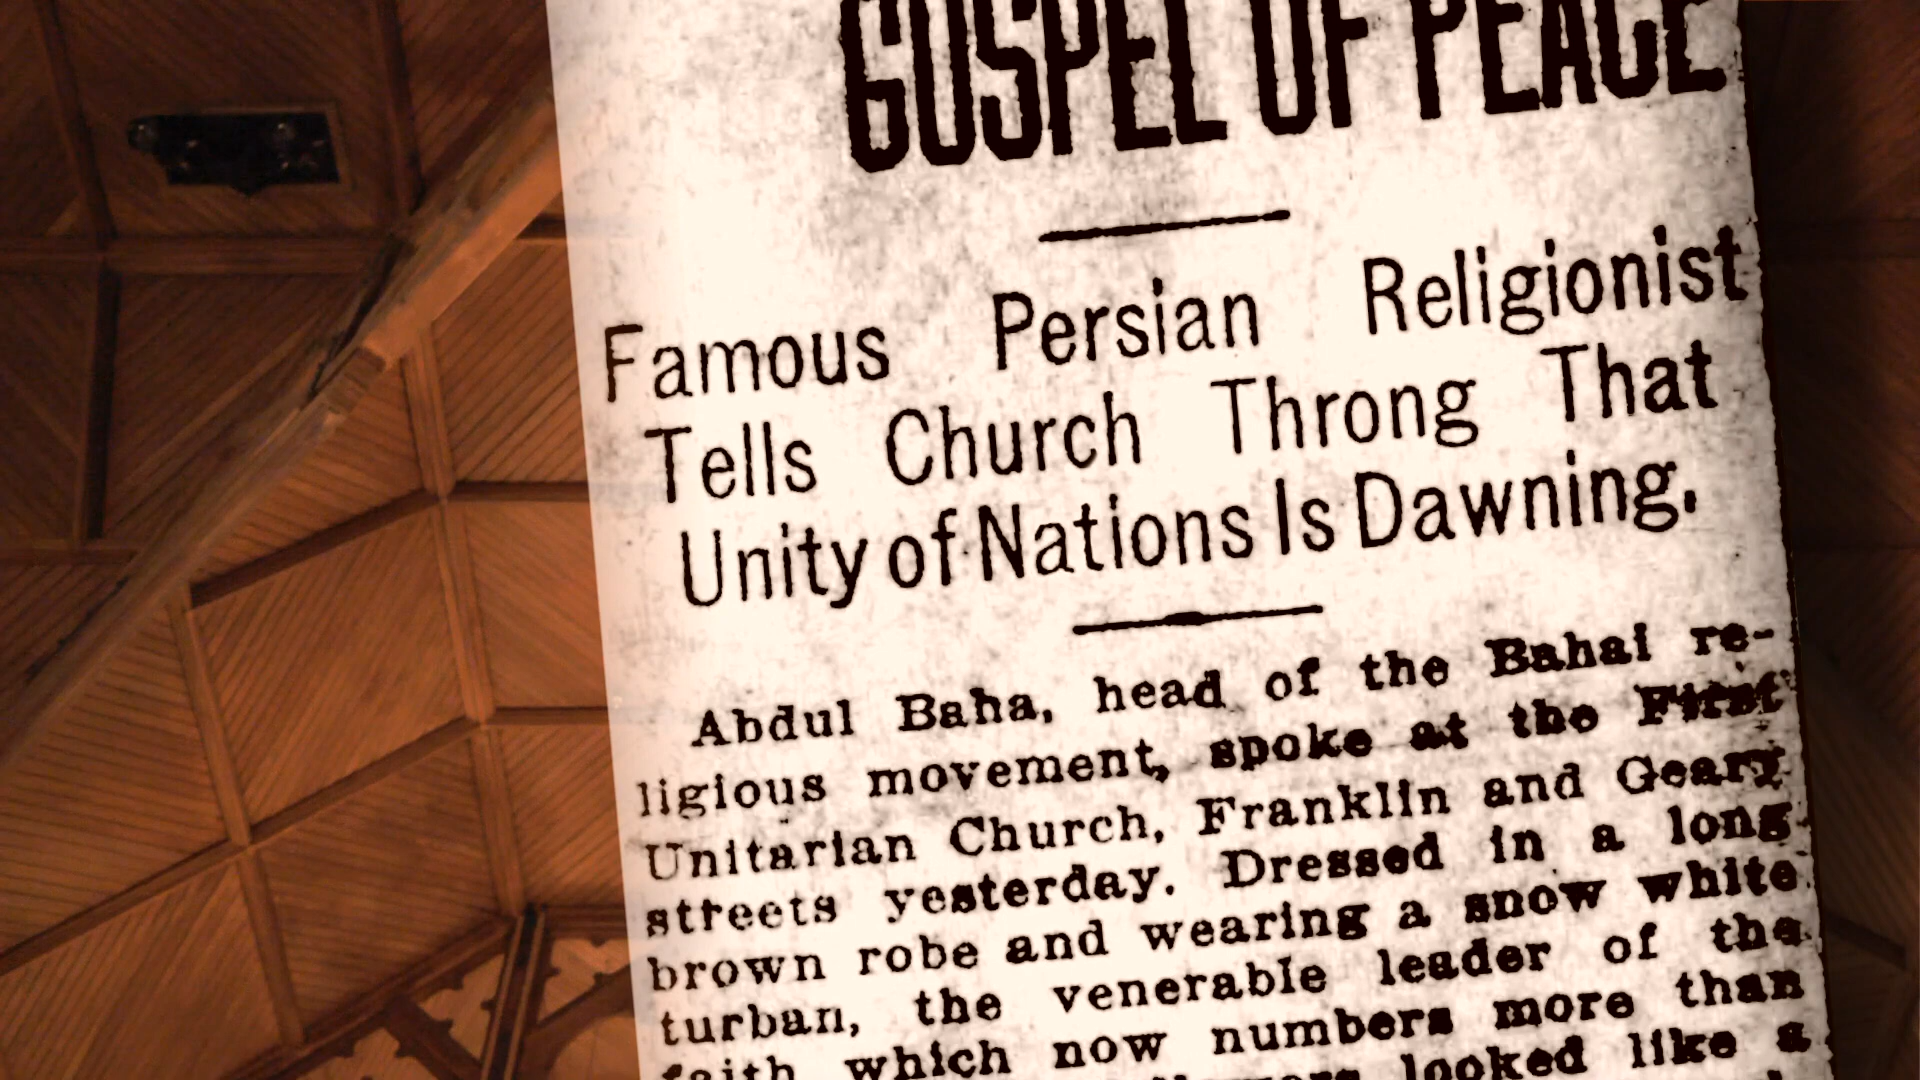 GOSPEL OF PEACE
Famous Persian Religionist
Tells Church Throng That
Unity of Nations Is Dawning.
Abdul Baha, head of the Bahai re-
ligious movement, spoke at the First
Unitarian Church, Franklin and Geary
streets yesterday. Dressed in a long
brown robe and wearing a snow white
turban, the venerable leader of the
faith which now numbers more than
looked like a